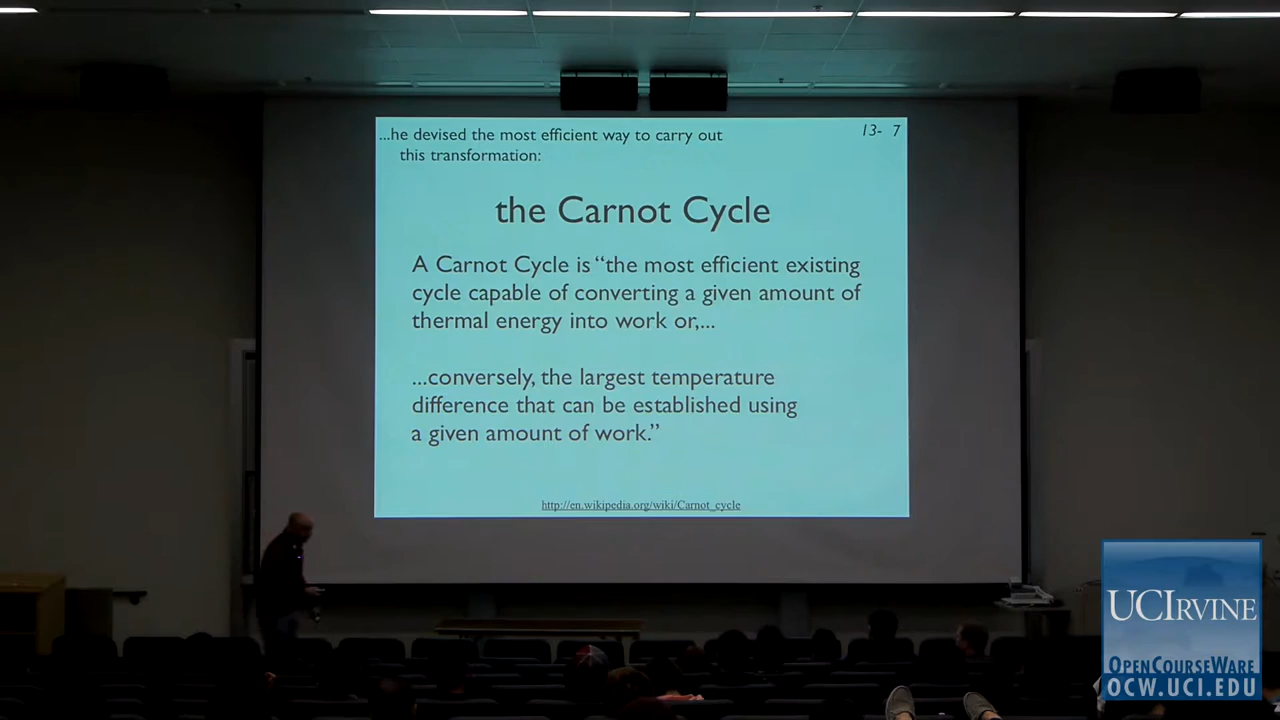 ...he devised the most efficient way to carry out
this transformation:
13- 7
the Carnot Cycle
A Carnot Cycle is “the most efficient existing
cycle capable of converting a given amount of
thermal energy into work or,...
...conversely, the largest temperature
difference that can be established using
a given amount of work.”
http://en.wikipedia.org/wiki/Carnot_cycle
UCIRVINE
OPENCOURSEWARE
OCW.UCI.EDU